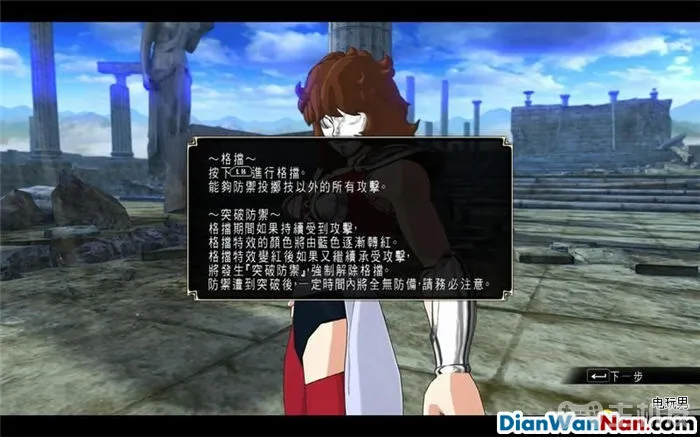 ～格擋～
按下LB進行格擋。
能夠防禦投擲技以外的所有攻擊。
～突破防禦～
格擋期間如果持續受到攻擊，
格擋特效的顏色將由藍色逐漸轉紅。
格擋特效變紅後如果又繼續承受攻擊，
將發生『突破防禦』，強制解除格擋。
防禦遭到突破後，一定時間內將全無防備，請務必注意。
下一步
电玩男
DianWanNan.com